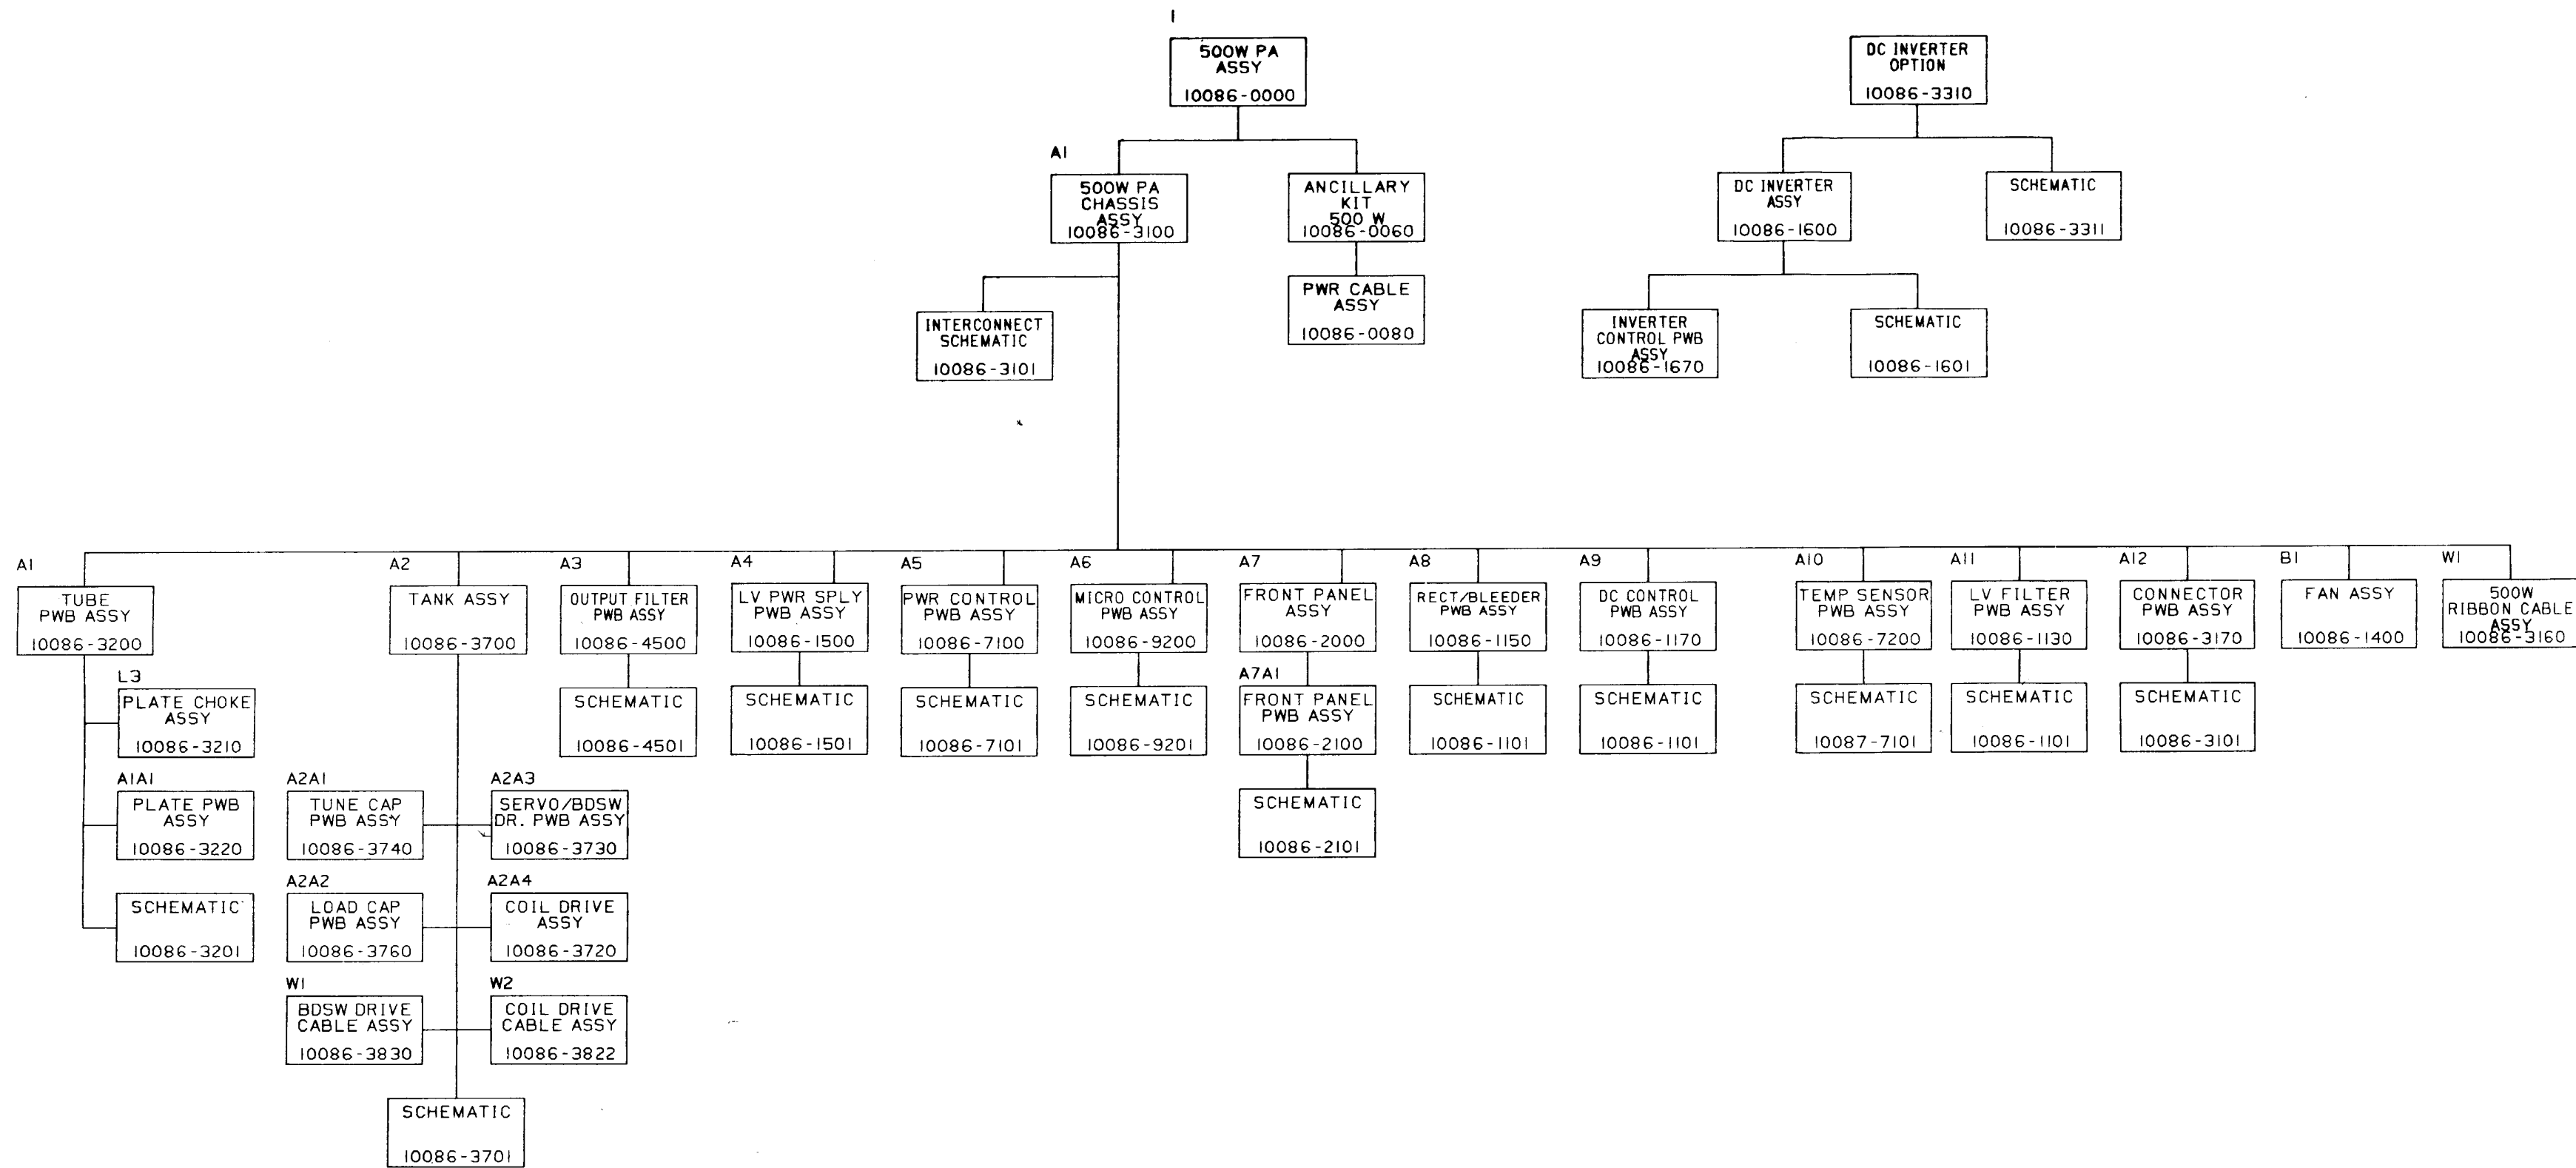 1
500W PA
ASSY
10086-0000
DC INVERTER
OPTION
10086-3310
A1
500W PA
CHASSIS
ASSY
10086-3100
ANCILLARY
KIT
500 W
10086-0060
DC INVERTER
ASSY
10086-1600
SCHEMATIC
10086-3311
INTERCONNECT
SCHEMATIC
10086-3101
PWR CABLE
ASSY
10086-0080
INVERTER
CONTROL PWB
ASSY
10086-1670
SCHEMATIC
10086-1601
A1
TUBE
PWB ASSY
10086-3200
A2
TANK ASSY
10086-3700
A3
OUTPUT FILTER
PWB ASSY
10086-4500
A4
LV PWR SPLY
PWB ASSY
10086-1500
A5
PWR CONTROL
PWB ASSY
10086-7100
A6
MICRO CONTROL
PWB ASSY
10086-9200
A7
FRONT PANEL
ASSY
10086-2000
A8
RECT/BLEEDER
PWB ASSY
10086-1150
A9
DC CONTROL
PWB ASSY
10086-1170
A10
TEMP SENSOR
PWB ASSY
10086-7200
A11
LV FILTER
PWB ASSY
10086-1130
A12
CONNECTOR
PWB ASSY
10086-3170
B1
FAN ASSY
10086-1400
W1
500W
RIBBON CABLE
ASSY
10086-3160
L3
PLATE CHOKE
ASSY
10086-3210
SCHEMATIC
10086-4501
SCHEMATIC
10086-1501
SCHEMATIC
10086-7101
SCHEMATIC
10086-9201
A7A1
FRONT PANEL
PWB ASSY
10086-2100
SCHEMATIC
10086-1101
SCHEMATIC
10086-1101
SCHEMATIC
10087-7101
SCHEMATIC
10086-1101
SCHEMATIC
10086-3101
A1A1
PLATE PWB
ASSY
10086-3220
A2A1
TUNE CAP
PWB ASSY
10086-3740
A2A3
SERVO/BDSW
DR. PWB ASSY
10086-3730
SCHEMATIC
10086-2101
SCHEMATIC
10086-3201
A2A2
LOAD CAP
PWB ASSY
10086-3760
A2A4
COIL DRIVE
ASSY
10086-3720
W1
BDSW DRIVE
CABLE ASSY
10086-3830
W2
COIL DRIVE
CABLE ASSY
10086-3822
SCHEMATIC
10086-3701